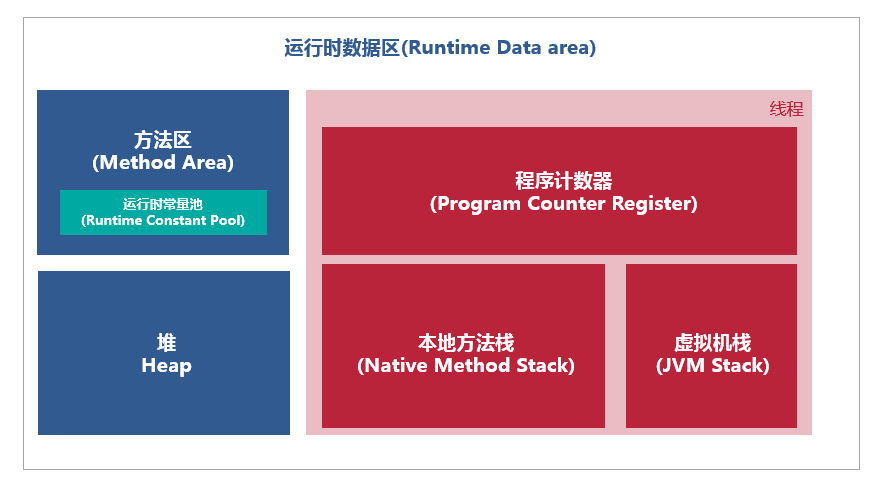 运行时数据区(Runtime Data area)
方法区
(Method Area)
运行时常量池
(Runtime Constant Pool)
堆
Heap
线程
程序计数器
(Program Counter Register)
本地方法栈
(Native Method Stack)
虚拟机栈
(JVM Stack)